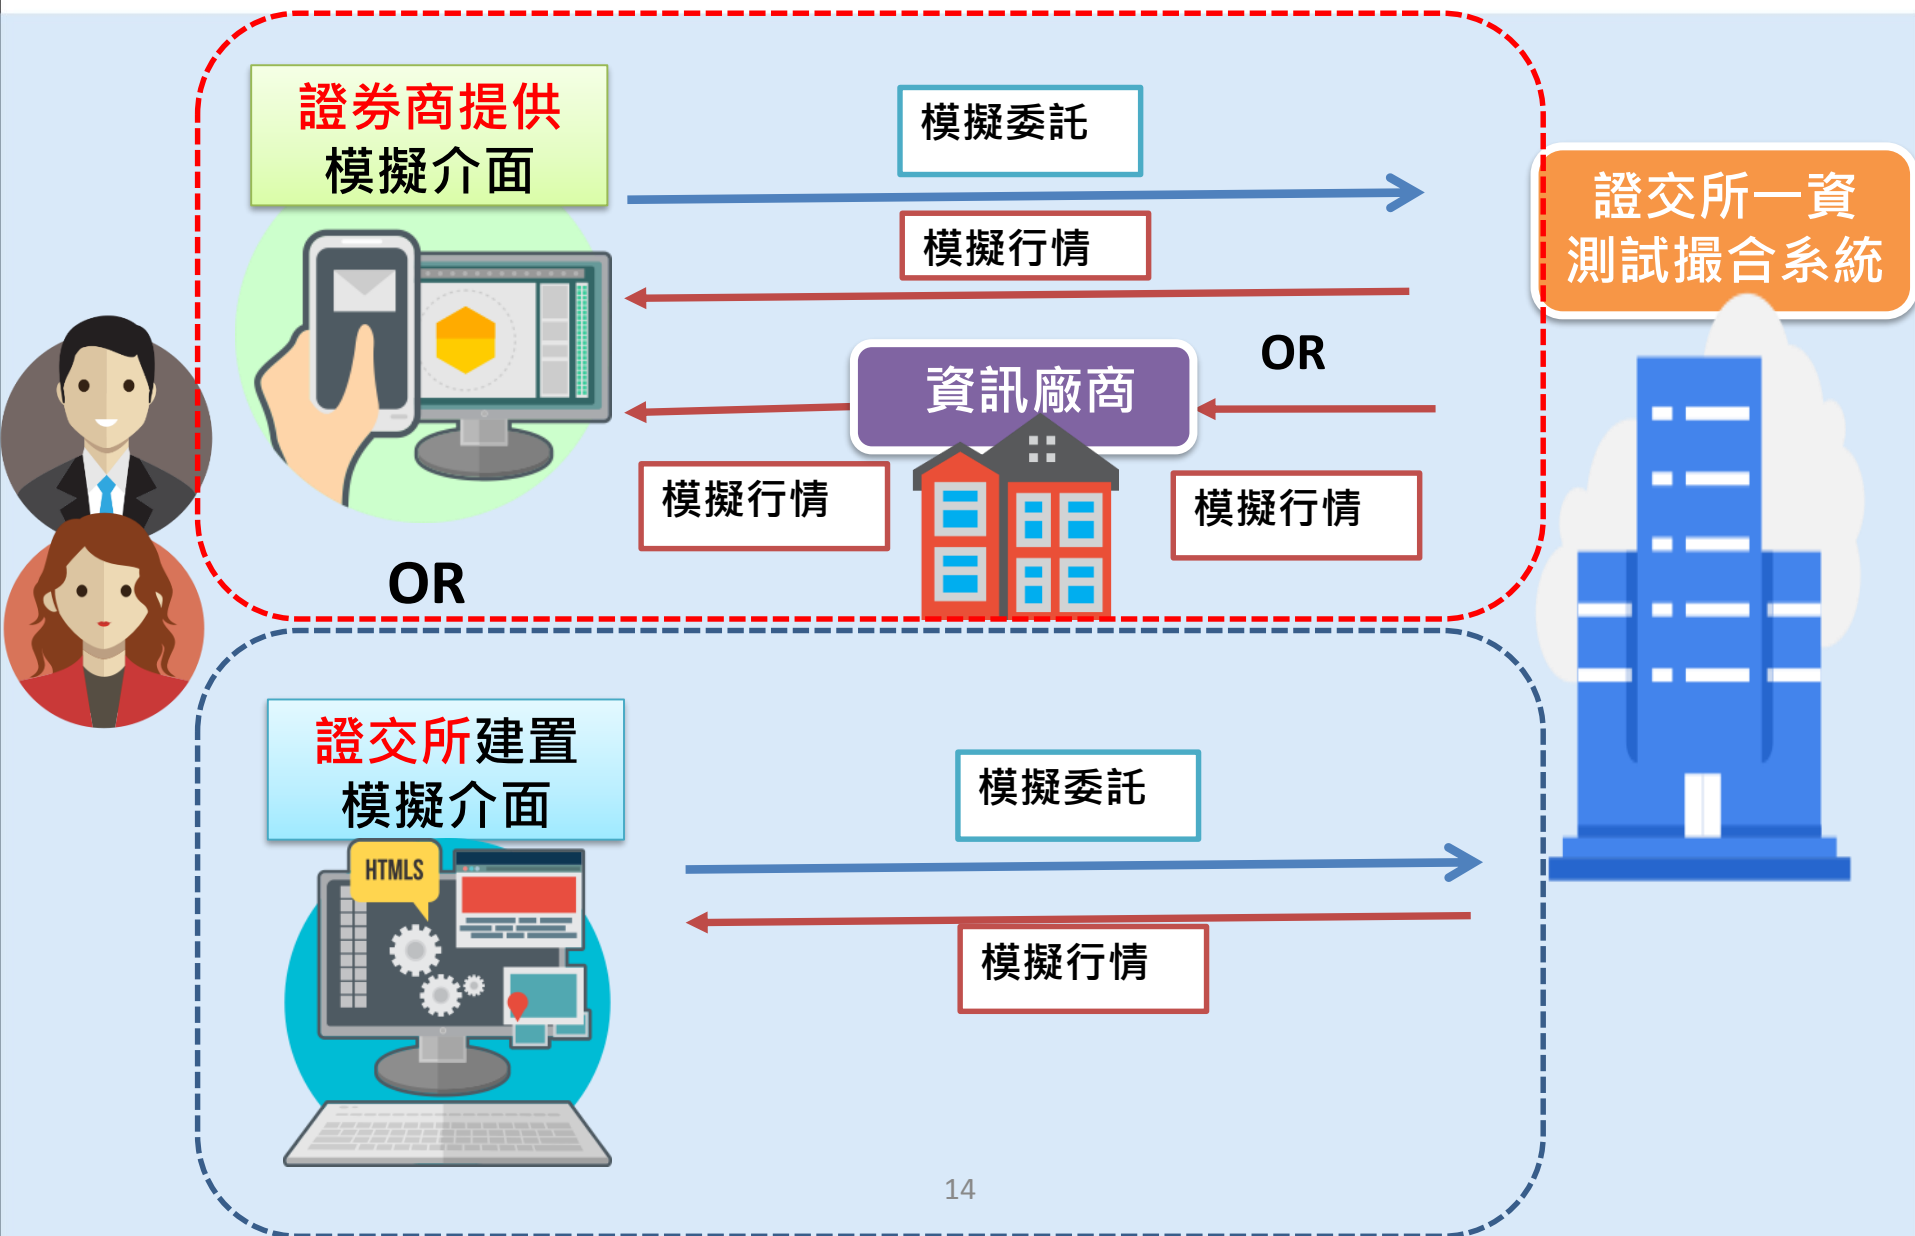 證券商提供
模擬介面
模擬委託
模擬行情
證交所一資
測試撮合系統
OR
資訊廠商
模擬行情
模擬行情
OR
證交所建置
模擬介面
模擬委託
HTMLS
模擬行情
14